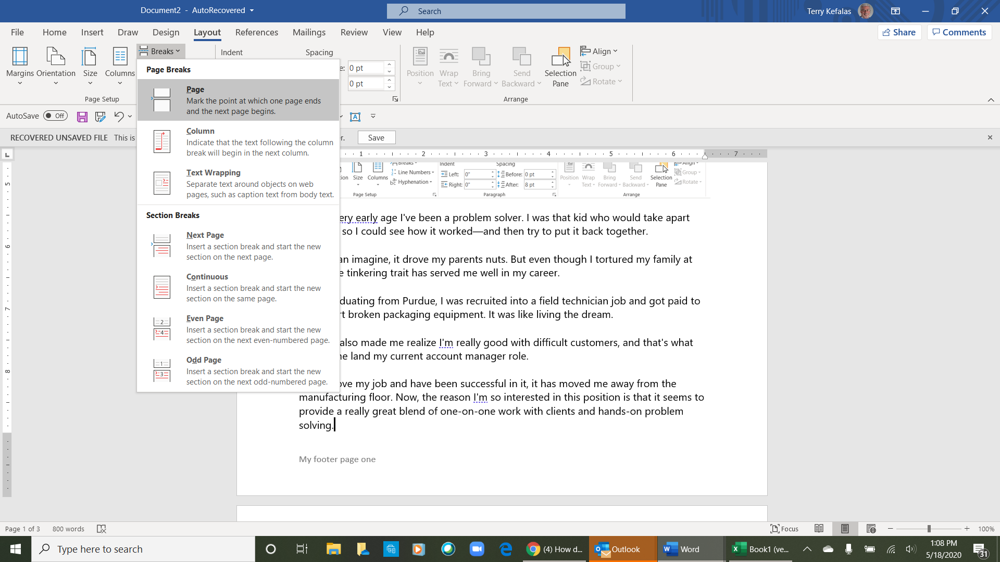 Document2 - AutoRecovered
Search
Terry Kefalas
File Home Insert Draw Design Layout References Mailings Review View Help
Share Comments
Margins Orientation Size Columns
Breaks
Indent Spacing
e: 0 pt
0 pt
Position Wrap Text Bring Forward Send Backward Selection Pane
Align
Group
Rotate
Page Setup
Arrange
Page Breaks
Page
Mark the point at which one page ends
and the next page begins.
Column
Indicate that the text following the column
break will begin in the next column.
Text Wrapping
Separate text around objects on web
pages, such as caption text from body text.
Section Breaks
Next Page
Insert a section break and start the new
section on the next page.
Continuous
Insert a section break and start the new
section on the same page.
Even Page
2
4
Insert a section break and start the new
section on the next even-numbered page.
Odd Page
1
3
Insert a section break and start the new
section on the next odd-numbered page.
AutoSave Off
A
RECOVERED UNSAVED FILE This is
r. Save
1 2 3 4 5 6 7
5
6
7
8
Breaks Indent Spacing Align
ion Size Columns Line Numbers Left: 0" Before: 0 pt Position Wrap Bring Send Selection Group
bc Hyphenation Right: 0" After: 8 pt Text Forward Backward Pane Rotate
Page Setup Paragraph Arrange
ery early age I've been a problem solver. I was that kid who would take apart
so I could see how it worked—and then try to put it back together.
an imagine, it drove my parents nuts. But even though I tortured my family at
e tinkering trait has served me well in my career.
duating from Purdue, I was recruited into a field technician job and got paid to
rt broken packaging equipment. It was like living the dream.
also made me realize I'm really good with difficult customers, and that's what
ne land my current account manager role.
ove my job and have been successful in it, it has moved me away from the
manufacturing floor. Now, the reason I'm so interested in this position is that it seems to
provide a really great blend of one-on-one work with clients and hands-on problem
solving.
My footer page one
Page 1 of 3 800 words
Focus
100%
Type here to search
(4) How d...
Outlook
Word
Book1 (ve...
1:08 PM
5/18/2020
31